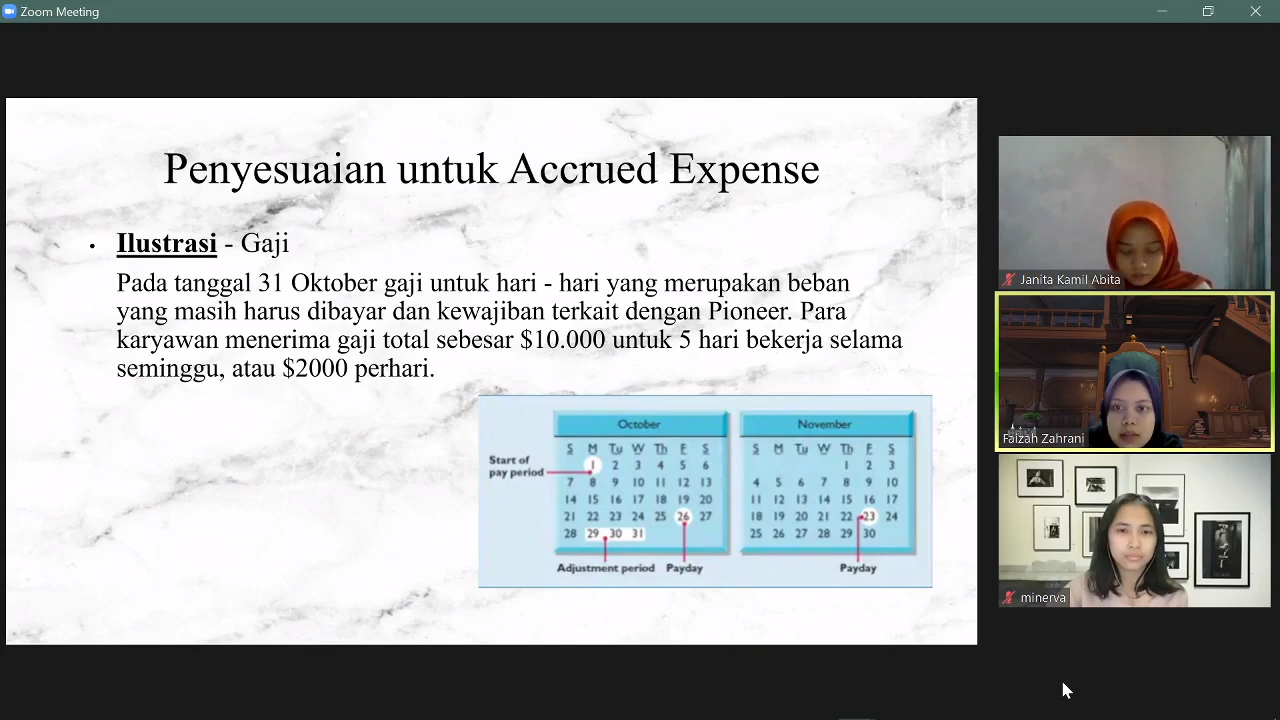 Zoom Meeting
Penyesuaian untuk Accrued Expense
• Ilustrasi - Gaji
Pada tanggal 31 Oktober gaji untuk hari - hari yang merupakan beban
yang masih harus dibayar dan kewajiban terkait dengan Pioneer. Para
karyawan menerima gaji total sebesar $10.000 untuk 5 hari bekerja selama
seminggu, atau $2000 perhari.
October
S M Tu W Th F S
1 2 3 4 5 6
7 8 9 10 11 12 13
14 15 16 17 18 19 20
21 22 23 24 25 26 27
28 29 30 31
Start of
pay period
Adjustment period
Payday
November
S M Tu W Th F S
1 2 3
4 5 6 7 8 9 10
11 12 13 14 15 16 17
18 19 20 21 22 23 24
25 26 27 28 29 30
Payday
Janita Kamil Abita
Faizah Zahrani
minerva